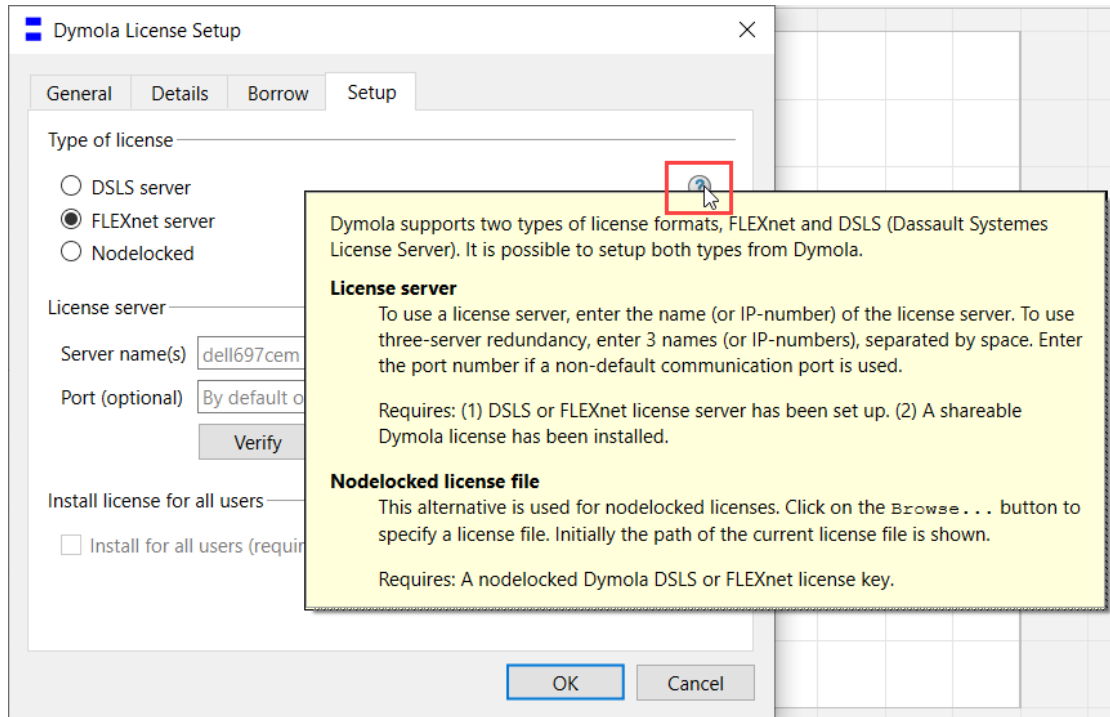 Dymola License Setup
General Details Borrow Setup
Type of license
DSLS server
FLEXnet server
Nodelocked
License server
Server name(s) dell697cem
Port (optional) By default o
Verify
Install license for all users
Install for all users (requir
?
Dymola supports two types of license formats, FLEXnet and DSLS (Dassault Systemes
License Server). It is possible to setup both types from Dymola.
License server
To use a license server, enter the name (or IP-number) of the license server. To use
three-server redundancy, enter 3 names (or IP-numbers), separated by space. Enter
the port number if a non-default communication port is used.
Requires: (1) DSLS or FLEXnet license server has been set up. (2) A shareable
Dymola license has been installed.
Nodelocked license file
This alternative is used for nodelocked licenses. Click on the Browse... button to
specify a license file. Initially the path of the current license file is shown.
Requires: A nodelocked Dymola DSLS or FLEXnet license key.
OK Cancel